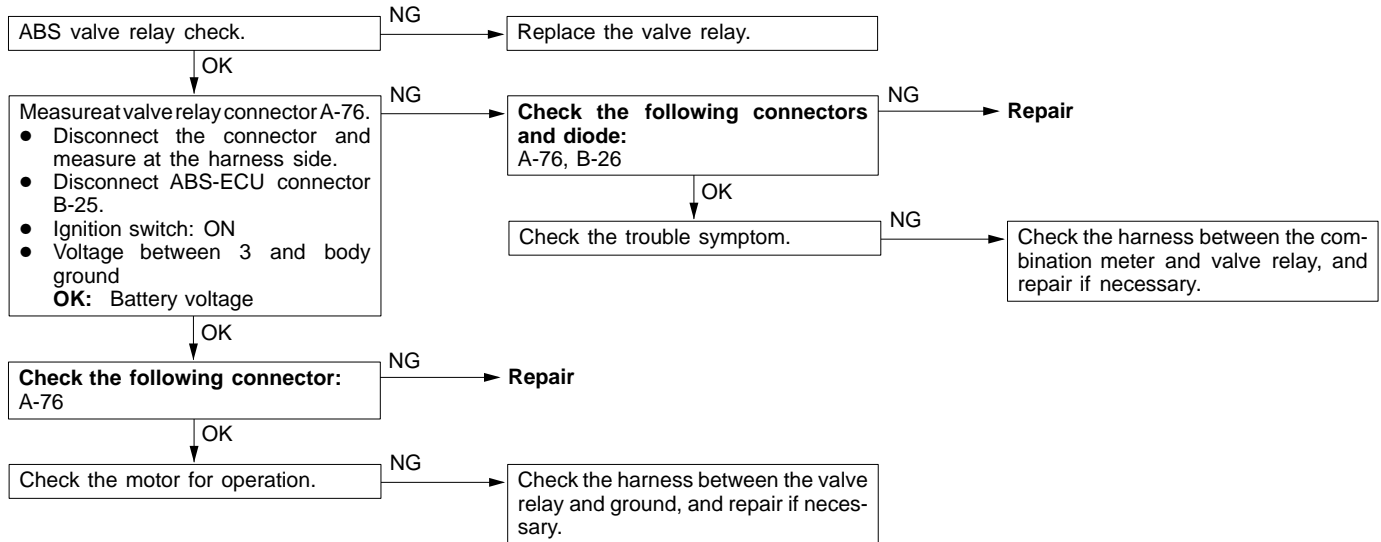 ABS valve relay check.
NG
Replace the valve relay.
OK
Measure at valve relay connector A-76.
● Disconnect the connector and
measure at the harness side.
● Disconnect ABS-ECU connector
B-25.
● Ignition switch: ON
● Voltage between 3 and body
ground
OK: Battery voltage
NG
Check the following connectors
and diode:
A-76, B-26
NG
Repair
OK
Check the trouble symptom.
NG
Check the harness between the com-
bination meter and valve relay, and
repair if necessary.
OK
Check the following connector:
A-76
NG
Repair
OK
Check the motor for operation.
NG
Check the harness between the valve
relay and ground, and repair if neces-
sary.